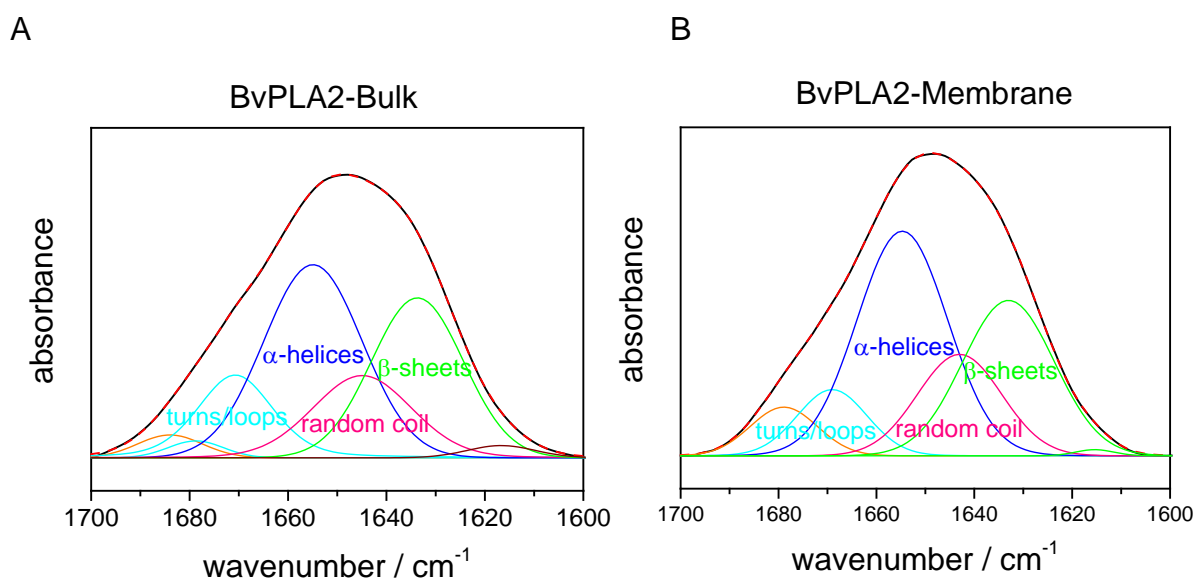 A
BvPLA2-Bulk
absorbance
α-helices
β-sheets
turns/loops
random coil
1700 1680 1660 1640 1620 1600
wavenumber / cm⁻¹
B
BvPLA2-Membrane
absorbance
α-helices
β-sheets
turns/loops
random coil
1700 1680 1660 1640 1620 1600
wavenumber / cm⁻¹